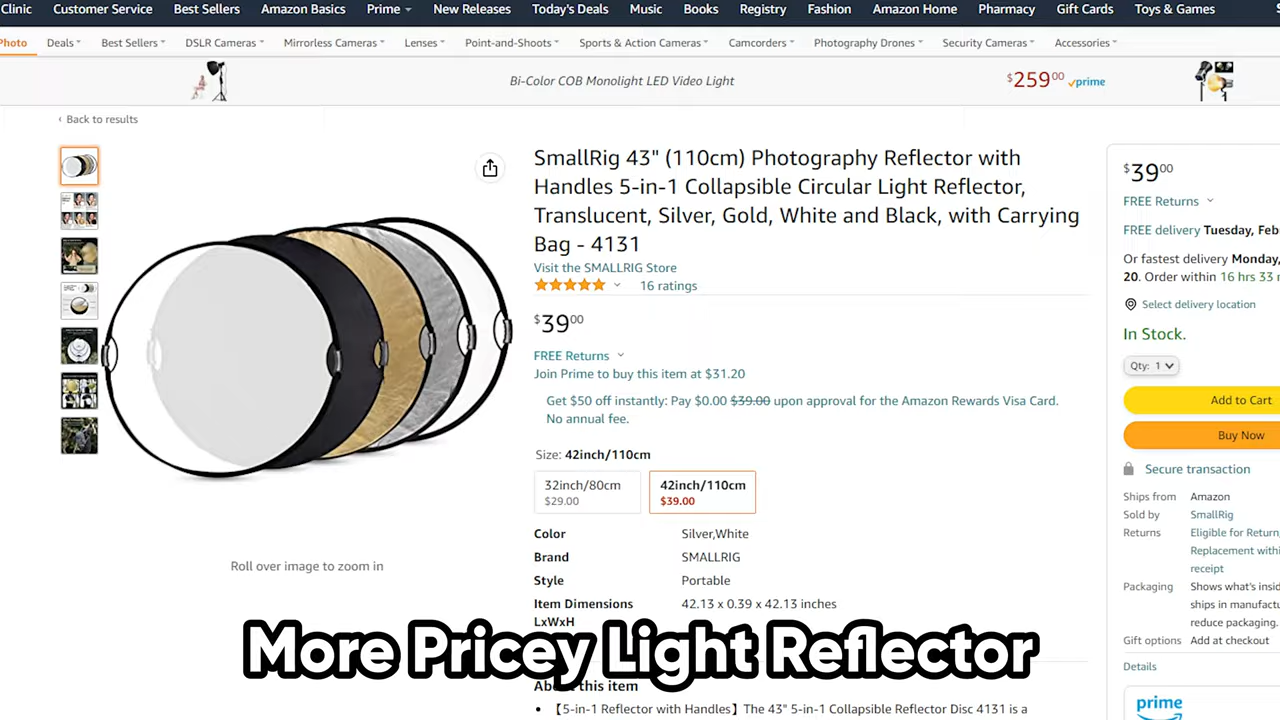 Clinic Customer Service Best Sellers Amazon Basics Prime New Releases Today's Deals Music Books Registry Fashion Amazon Home Pharmacy Gift Cards Toys & Games
Photo Deals Best Sellers DSLR Cameras Mirrorless Cameras Lenses Point-and-Shoots Sports & Action Cameras Camcorders Photography Drones Security Cameras Accessories
Bi-Color COB Monolight LED Video Light $25900 prime
‹ Back to results
SmallRig 43" (110cm) Photography Reflector with
Handles 5-in-1 Collapsible Circular Light Reflector,
Translucent, Silver, Gold, White and Black, with Carrying
Bag - 4131
Visit the SMALLRIG Store
16 ratings
$3900
FREE Returns
Join Prime to buy this item at $31.20
Get $50 off instantly: Pay $0.00 $39.00 upon approval for the Amazon Rewards Visa Card.
No annual fee.
Size: 42inch/110cm
32inch/80cm
$29.00
42inch/110cm
$39.00
Color Silver,White
Brand SMALLRIG
Style Portable
Item Dimensions 42.13 x 0.39 x 42.13 inches
LxWxH
Roll over image to zoom in
More Pricey Light Reflector
About this item
• 【5-in-1 Reflector with Handles】The 43" 5-in-1 Collapsible Reflector Disc 4131 is a
$3900
FREE Returns
FREE delivery Tuesday, Feb
Or fastest delivery Monday,
20. Order within 16 hrs 33
Select delivery location
In Stock.
Qty: 1
Add to Cart
Buy Now
Secure transaction
Ships from Amazon
Sold by SmallRig
Returns Eligible for Return,
Replacement within
receipt
Packaging Shows what's inside
ships in manufactu
reduce packaging.
Gift options Add at checkout
Details
prime